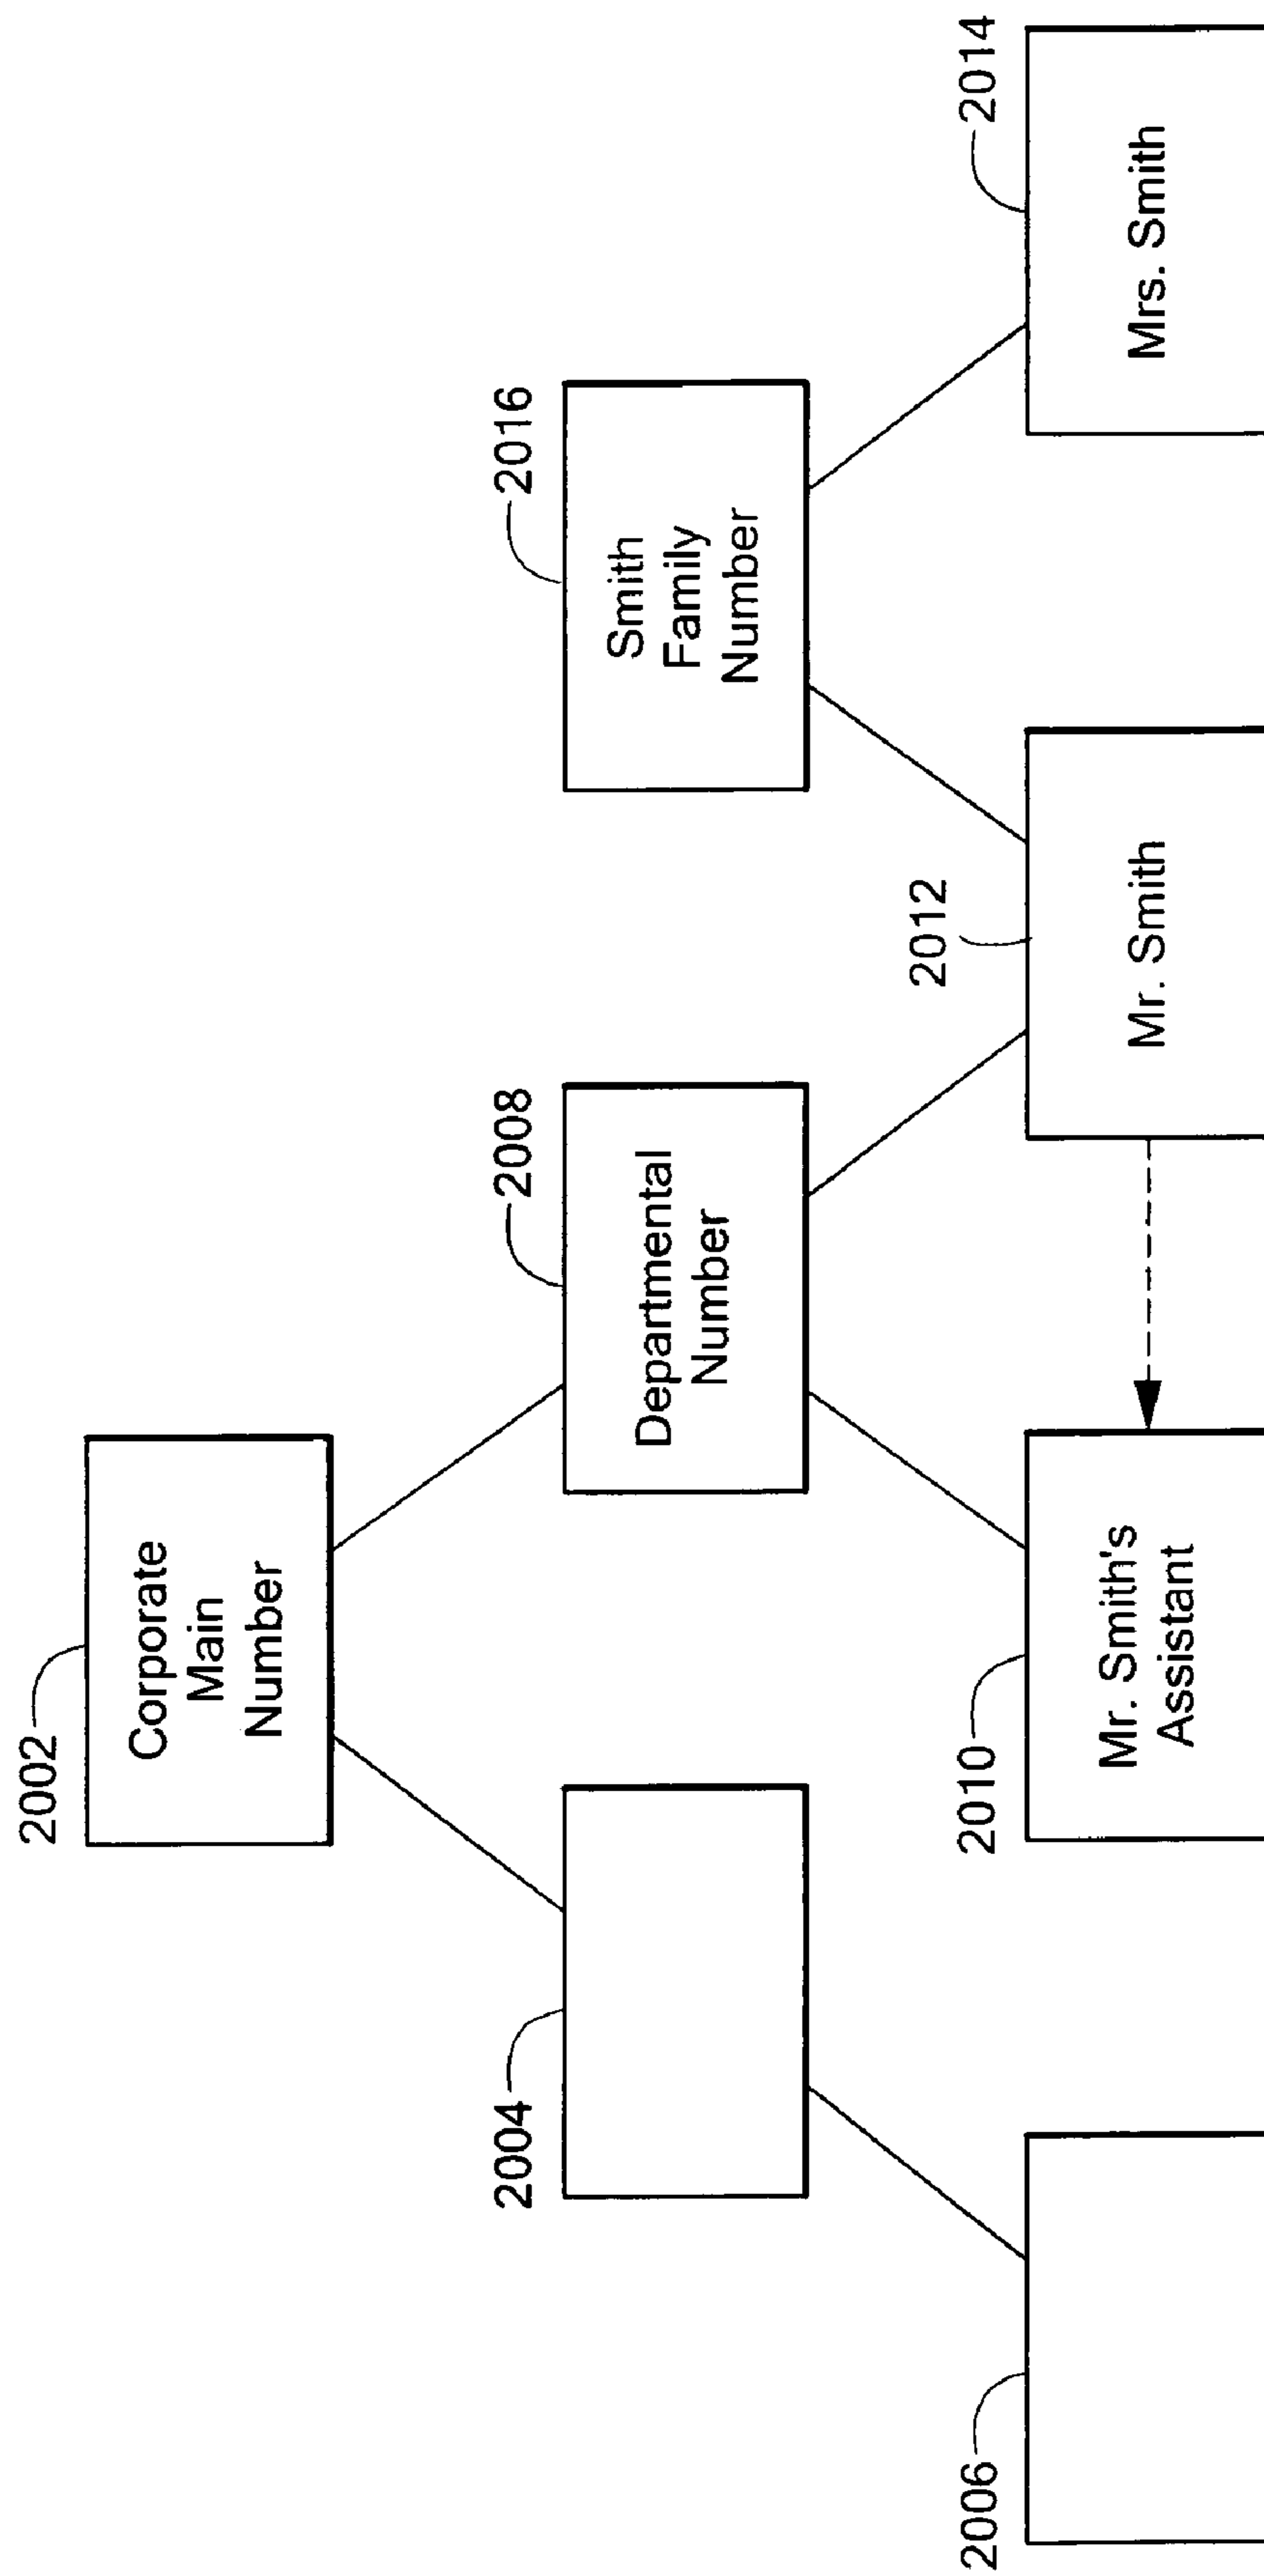 2002
Corporate
Main
Number
2004
2008
Departmental
Number
2016
Smith
Family
Number
2006
2010
Mr. Smith's
Assistant
2012
Mr. Smith
2014
Mrs. Smith